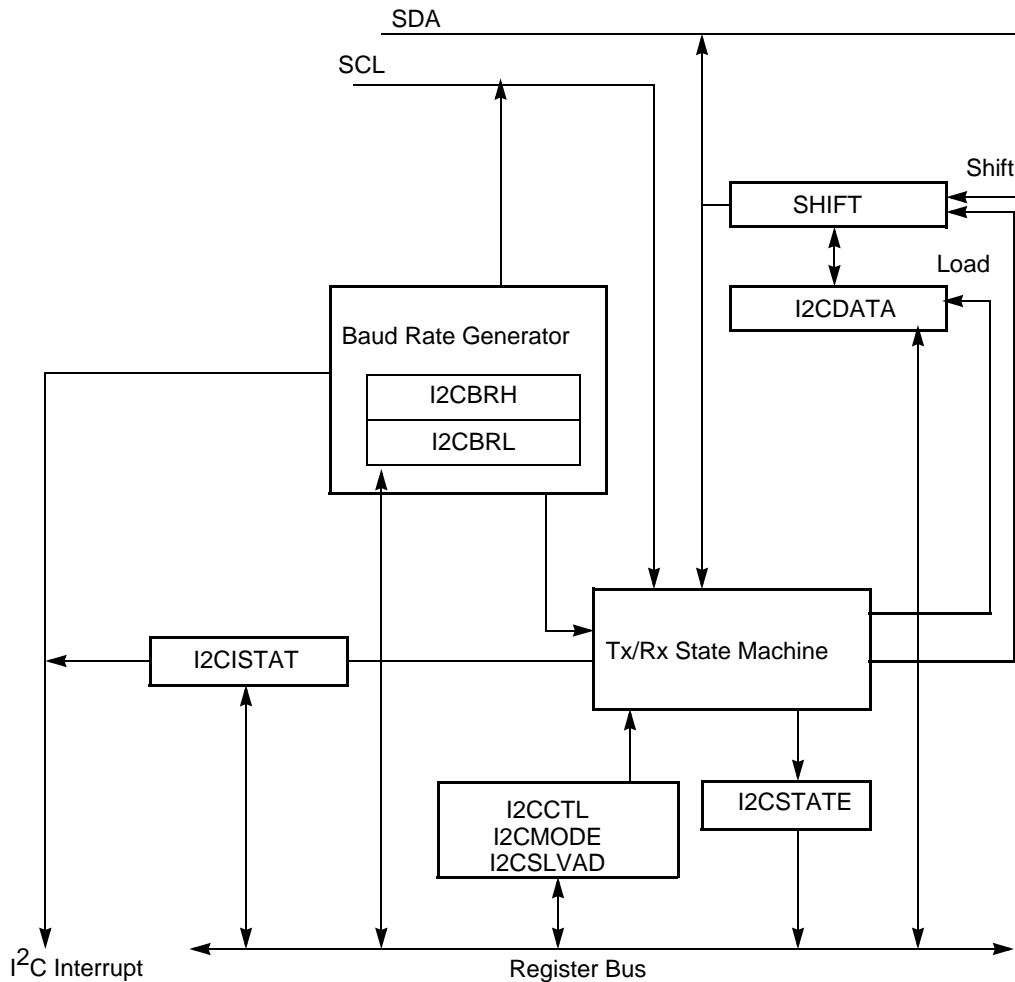 SDA
SCL
Shift
SHIFT
Load
I2CDATA
Baud Rate Generator
I2CBRH
I2CBRL
Tx/Rx State Machine
I2CISTAT
I2CCTL
I2CMODE
I2CSLVAD
I2CSTATE
I²C Interrupt
Register Bus